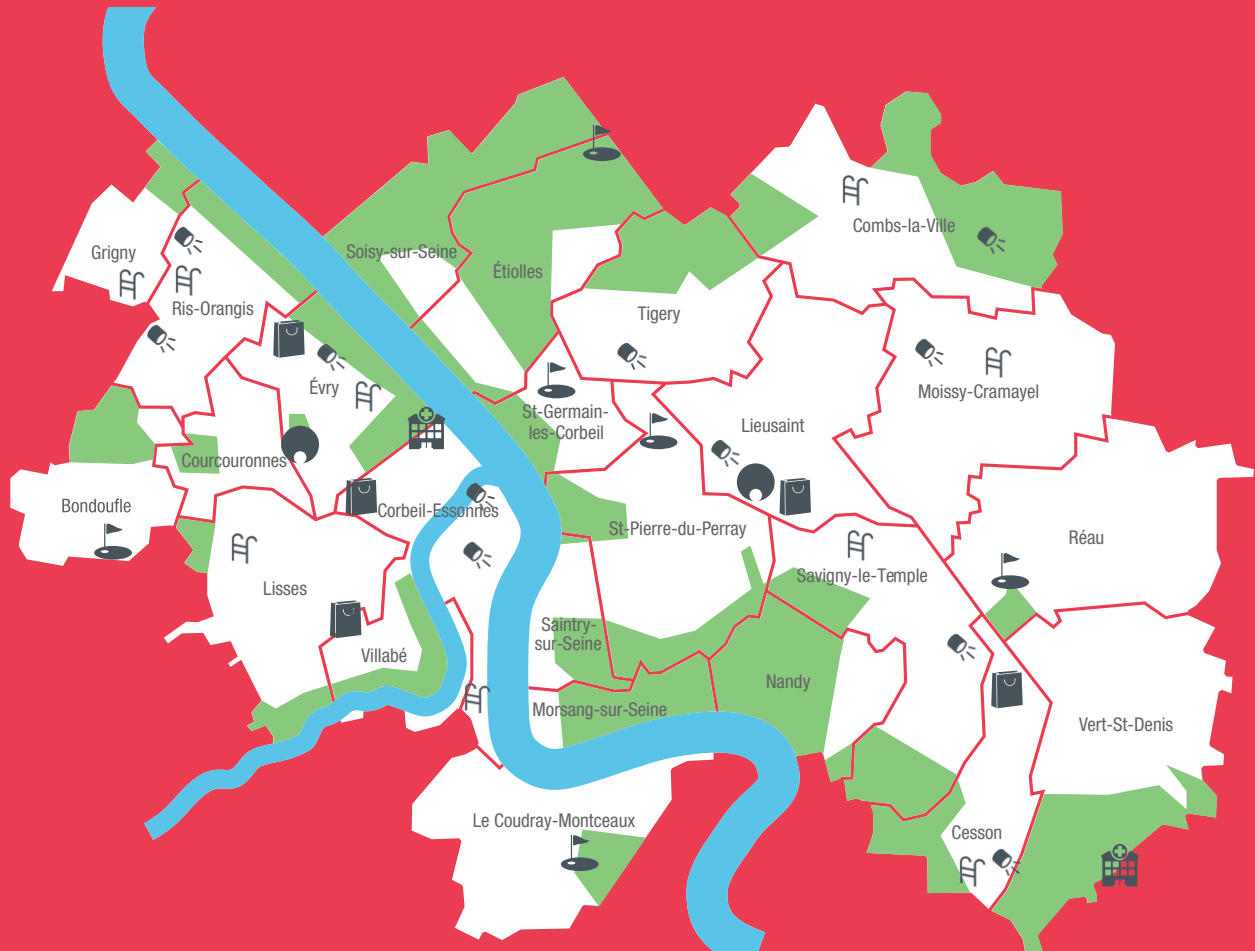 Combs-la-Ville
Grigny
Soisy-sur-Seine
Étiolles
Ris-Orangis
Tigery
Évry
Moissy-Cramayel
St-Germain-
les-Corbeil
Lieusaint
Courcouronnes
Bondoufle
Corbeil-Essonnes
St-Pierre-du-Perray
Réau
Savigny-le-Temple
Lisses
Saintry-
sur-Seine
Villabé
Nandy
Morsang-sur-Seine
Vert-St-Denis
Le Coudray-Montceaux
Cesson